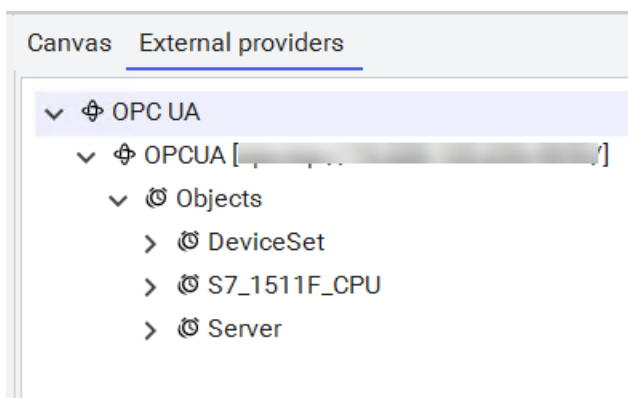 Canvas External providers
OPC UA
OPCUA [ /]
Objects
DeviceSet
S7_1511F_CPU
Server